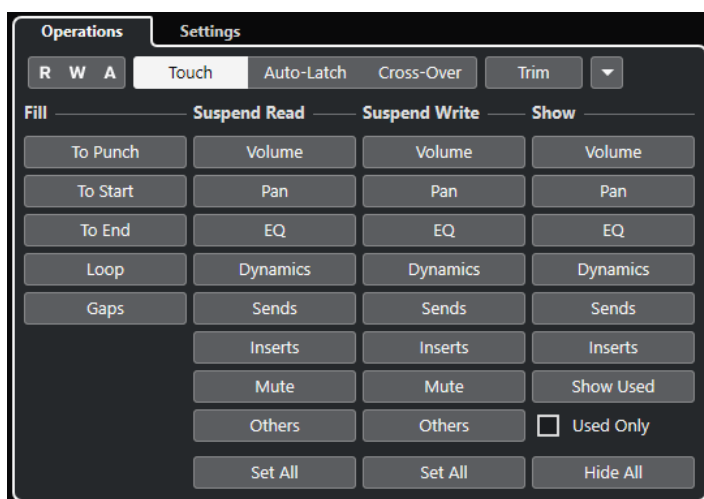 Operations Settings
R W A Touch Auto-Latch Cross-Over Trim
Fill Suspend Read Suspend Write Show
To Punch Volume Volume Volume
To Start Pan Pan Pan
To End EQ EQ EQ
Loop Dynamics Dynamics Dynamics
Gaps Sends Sends Sends
Inserts Inserts Inserts
Mute Mute Show Used
Others Others Used Only
Set All Set All Hide All